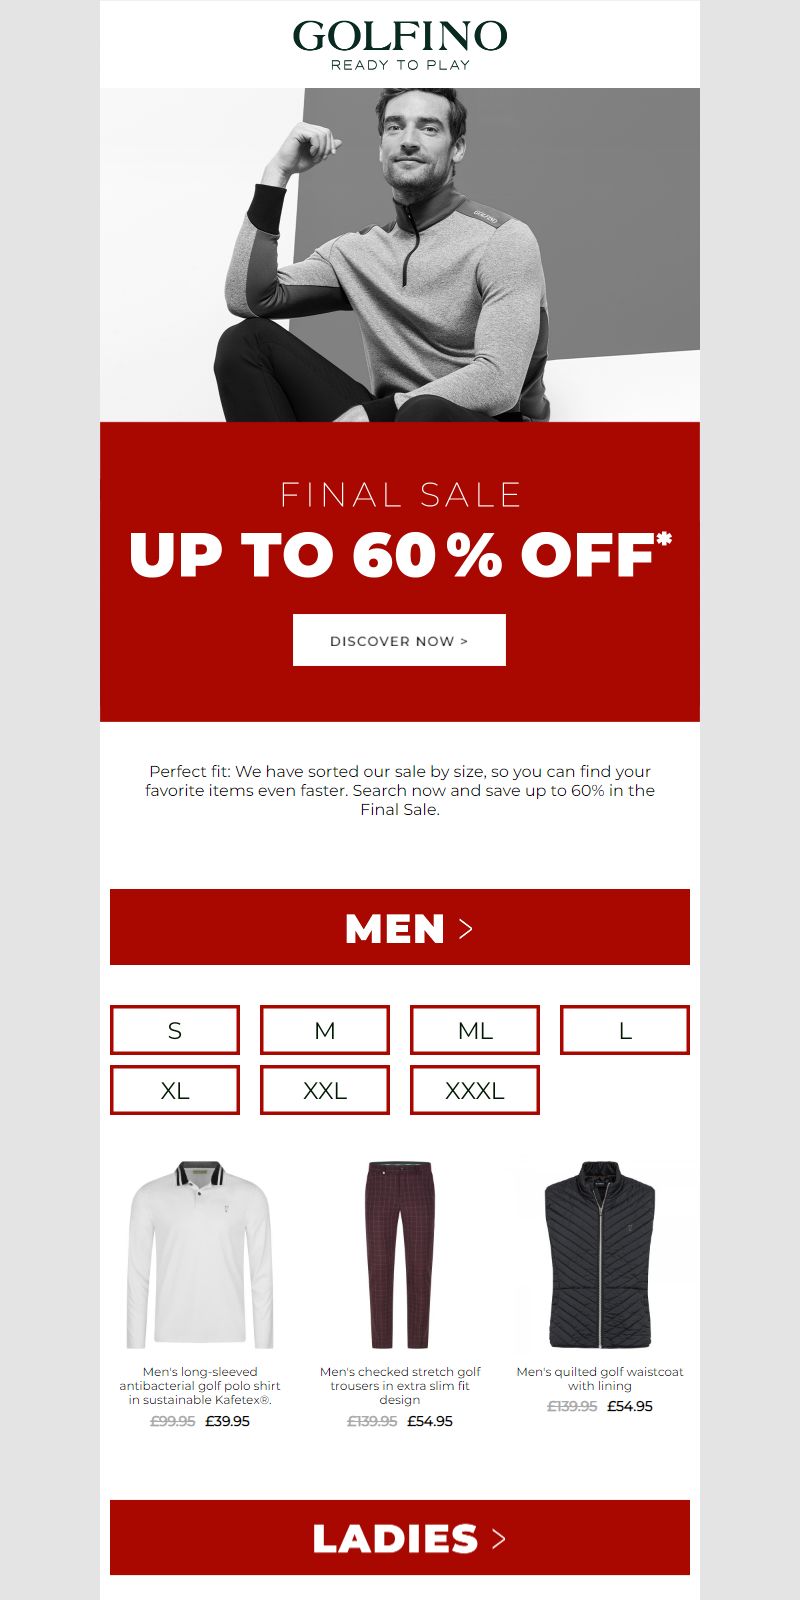 GOLFINO
READY TO PLAY
GOLFINO
FINAL SALE
UP TO 60% OFF*
DISCOVER NOW >
Perfect fit: We have sorted our sale by size, so you can find your
favorite items even faster. Search now and save up to 60% in the
Final Sale.
MEN >
S M ML L
XL XXL XXXL
Men's long-sleeved
antibacterial golf polo shirt
in sustainable Kafetex®.
£99.95 £39.95
Men's checked stretch golf
trousers in extra slim fit
design
£139.95 £54.95
Men's quilted golf waistcoat
with lining
£139.95 £54.95
LADIES >